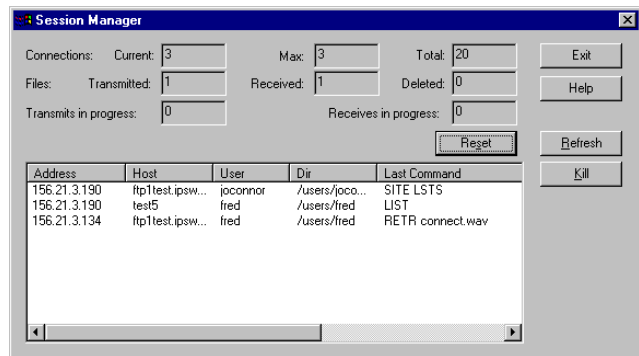 Session Manager
Connections: Current: 3 Max: 3 Total: 20
Exit
Files: Transmitted: 1 Received: 1 Deleted: 0
Help
Transmits in progress: 0 Receives in progress: 0
Reset
Refresh
Kill
Address Host User Dir Last Command
156.21.3.190 ftp1test.ipsw... joconnor /users/joco... SITE LSTS
156.21.3.190 test5 fred /users/fred LIST
156.21.3.134 ftp1test.ipsw... fred /users/fred RETR connect.wav